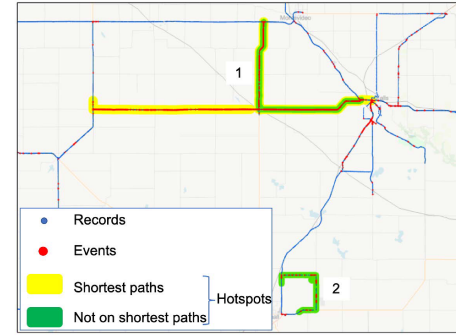 1
2
Records
Events
Shortest paths
Hotspots
Not on shortest paths